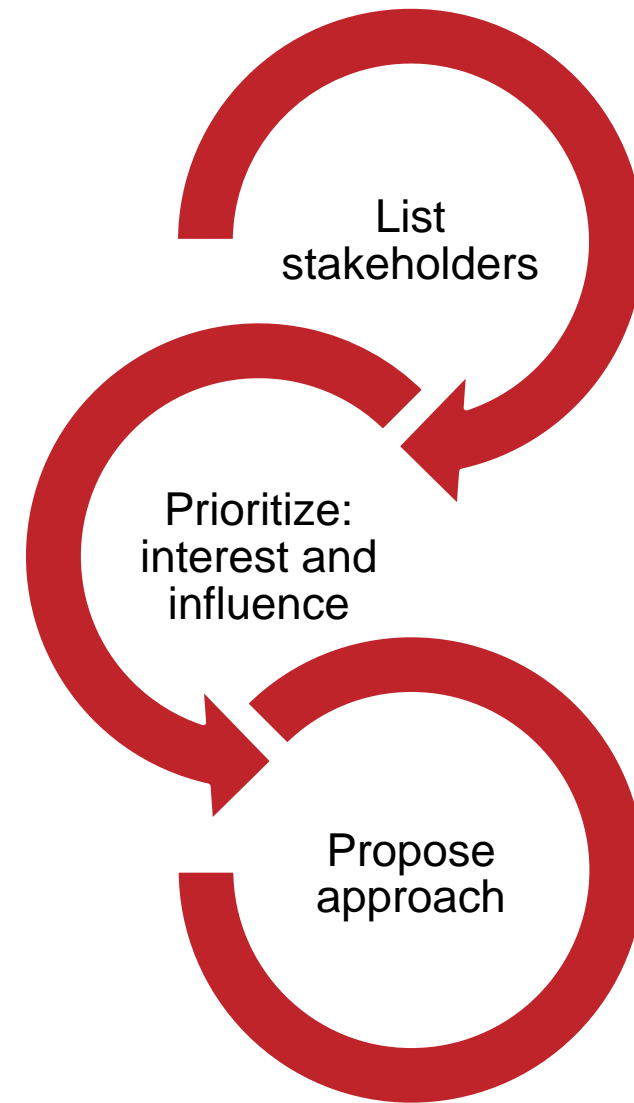 List
stakeholders
Prioritize:
interest and
influence
Propose
approach